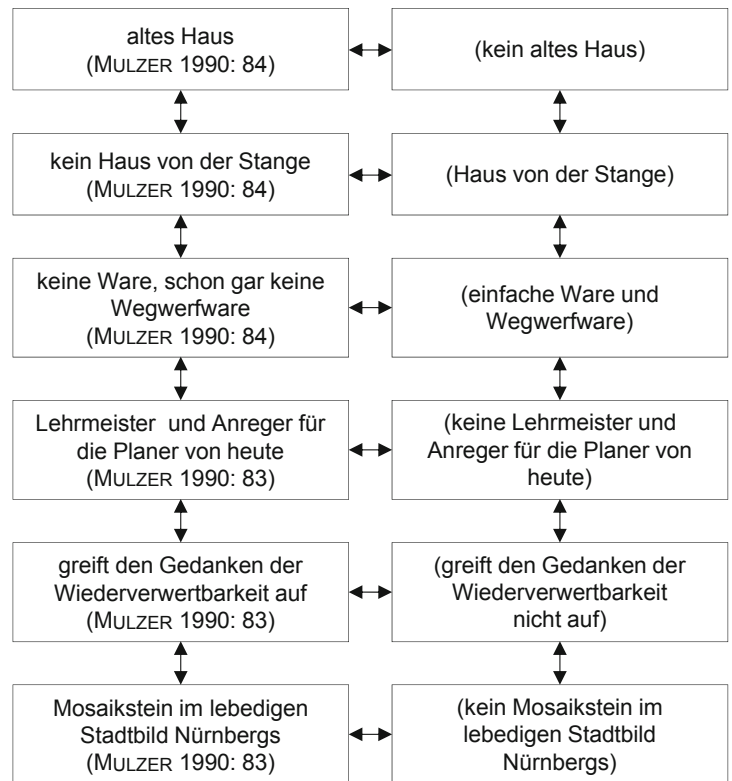 altes Haus
(MULZER 1990: 84)
(kein altes Haus)
kein Haus von der Stange
(MULZER 1990: 84)
(Haus von der Stange)
keine Ware, schon gar keine
Wegwerfware
(MULZER 1990: 84)
(einfache Ware und
Wegwerfware)
Lehrmeister und Anreger für
die Planer von heute
(MULZER 1990: 83)
(keine Lehrmeister und
Anreger für die Planer von
heute)
greift den Gedanken der
Wiederverwertbarkeit auf
(MULZER 1990: 83)
(greift den Gedanken der
Wiederverwertbarkeit
nicht auf)
Mosaikstein im lebedigen
Stadtbild Nürnbergs
(MULZER 1990: 83)
(kein Mosaikstein im
lebedigen Stadtbild
Nürnbergs)